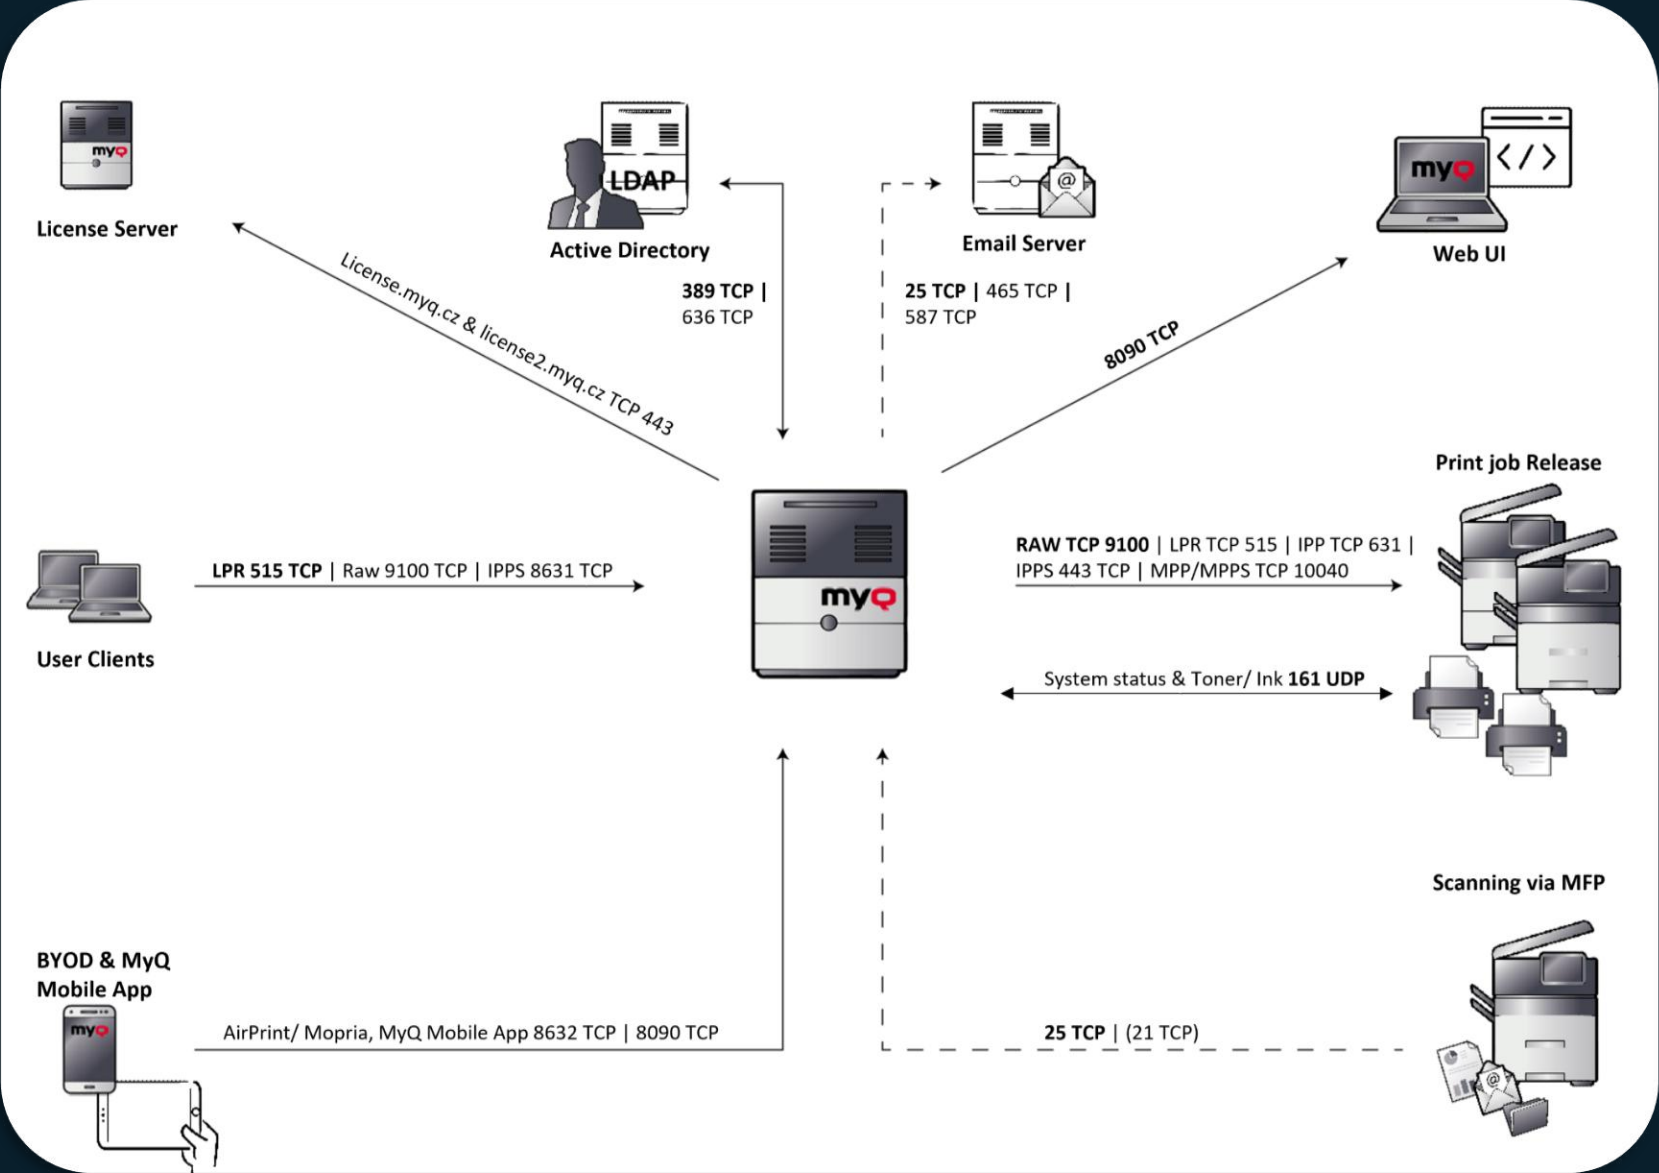 myQ
License Server
LDAP
Active Directory
@
Email Server
myQ
</>
Web UI
License.myq.cz & license2.myq.cz TCP 443
389 TCP |
636 TCP
25 TCP | 465 TCP |
587 TCP
8090 TCP
Print job Release
LPR 515 TCP | Raw 9100 TCP | IPPS 8631 TCP
User Clients
myQ
RAW TCP 9100 | LPR TCP 515 | IPP TCP 631 |
IPPS 443 TCP | MPP/MPPS TCP 10040
System status & Toner/ Ink 161 UDP
Scanning via MFP
BYOD & MyQ
Mobile App
myQ
AirPrint/ Mopria, MyQ Mobile App 8632 TCP | 8090 TCP
25 TCP | (21 TCP)
@